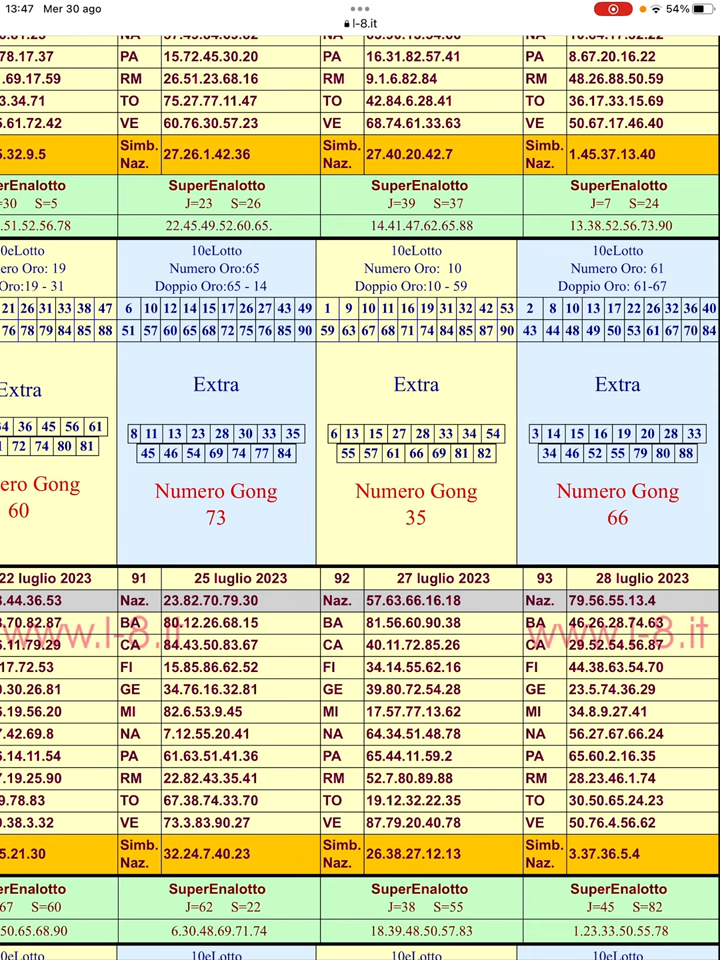 13:47 Mer 30 ago
54%
l-8.it
78.17.37 PA 15.72.45.30.20 PA 16.31.82.57.41 PA 8.67.20.16.22
.69.17.59 RM 26.51.23.68.16 RM 9.1.6.82.84 RM 48.26.88.50.59
3.34.71 TO 75.27.77.11.47 TO 42.84.6.28.41 TO 36.17.33.15.69
.61.72.42 VE 60.76.30.57.23 VE 68.74.61.33.63 VE 50.67.17.46.40
.32.9.5 Simb. Naz. 27.26.1.42.36 Simb. Naz. 27.40.20.42.7 Simb. Naz. 1.45.37.13.40
erEnalotto SuperEnalotto SuperEnalotto SuperEnalotto
=30 S=5 J=23 S=26 J=39 S=37 J=7 S=24
.51.52.56.78 22.45.49.52.60.65. 14.41.47.62.65.88 13.38.52.56.73.90
0eLotto 10eLotto 10eLotto 10eLotto
ero Oro: 19 Numero Oro:65 Numero Oro: 10 Numero Oro: 61
Oro:19 - 31 Doppio Oro:65 - 14 Doppio Oro:10 - 59 Doppio Oro: 61-67
21 26 31 33 38 47 6 10 12 14 15 17 26 27 43 49 1 9 10 11 16 19 31 32 42 53 2 8 10 13 17 22 26 32 36 40
76 78 79 84 85 88 51 57 60 65 68 72 75 76 85 90 59 63 67 68 71 74 84 85 87 90 43 44 48 49 50 53 61 67 70 84
Extra Extra Extra Extra
34 36 45 56 61 8 11 13 23 28 30 33 35 6 13 15 27 28 33 34 54 3 14 15 16 19 20 28 33
72 74 80 81 45 46 54 69 74 77 84 55 57 61 66 69 81 82 34 46 52 55 79 80 88
ero Gong Numero Gong Numero Gong Numero Gong
60 73 35 66
22 luglio 2023 91 25 luglio 2023 92 27 luglio 2023 93 28 luglio 2023
.44.36.53 Naz. 23.82.70.79.30 Naz. 57.63.66.16.18 Naz. 79.56.55.13.4
.70.82.87 BA 80.12.26.68.15 BA 81.56.60.90.38 BA 46.26.28.74.63
www.l-8.it www.l-8.it
.11.79.29 CA 84.43.50.83.67 CA 40.11.72.85.26 CA 29.52.54.56.87
17.72.53 FI 15.85.86.62.52 FI 34.14.55.62.16 FI 44.38.63.54.70
.30.26.81 GE 34.76.16.32.81 GE 39.80.72.54.28 GE 23.5.74.36.29
.19.56.20 MI 82.6.53.9.45 MI 17.57.77.13.62 MI 34.8.9.27.41
.42.69.8 NA 7.12.55.20.41 NA 64.34.51.48.78 NA 56.27.67.66.24
.14.11.54 PA 61.63.51.41.36 PA 65.44.11.59.2 PA 65.60.2.16.35
.19.25.90 RM 22.82.43.35.41 RM 52.7.80.89.88 RM 28.23.46.1.74
9.78.83 TO 67.38.74.33.70 TO 19.12.32.22.35 TO 30.50.65.24.23
.38.3.32 VE 73.3.83.90.27 VE 87.79.20.40.78 VE 50.76.4.56.62
5.21.30 Simb. Naz. 32.24.7.40.23 Simb. Naz. 26.38.27.12.13 Simb. Naz. 3.37.36.5.4
erEnalotto SuperEnalotto SuperEnalotto SuperEnalotto
67 S=60 J=62 S=22 J=38 S=55 J=45 S=82
.50.65.68.90 6.30.48.69.71.74 18.39.48.50.57.83 1.23.33.50.55.78
0eLotto 10eLotto 10eLotto 10eLotto